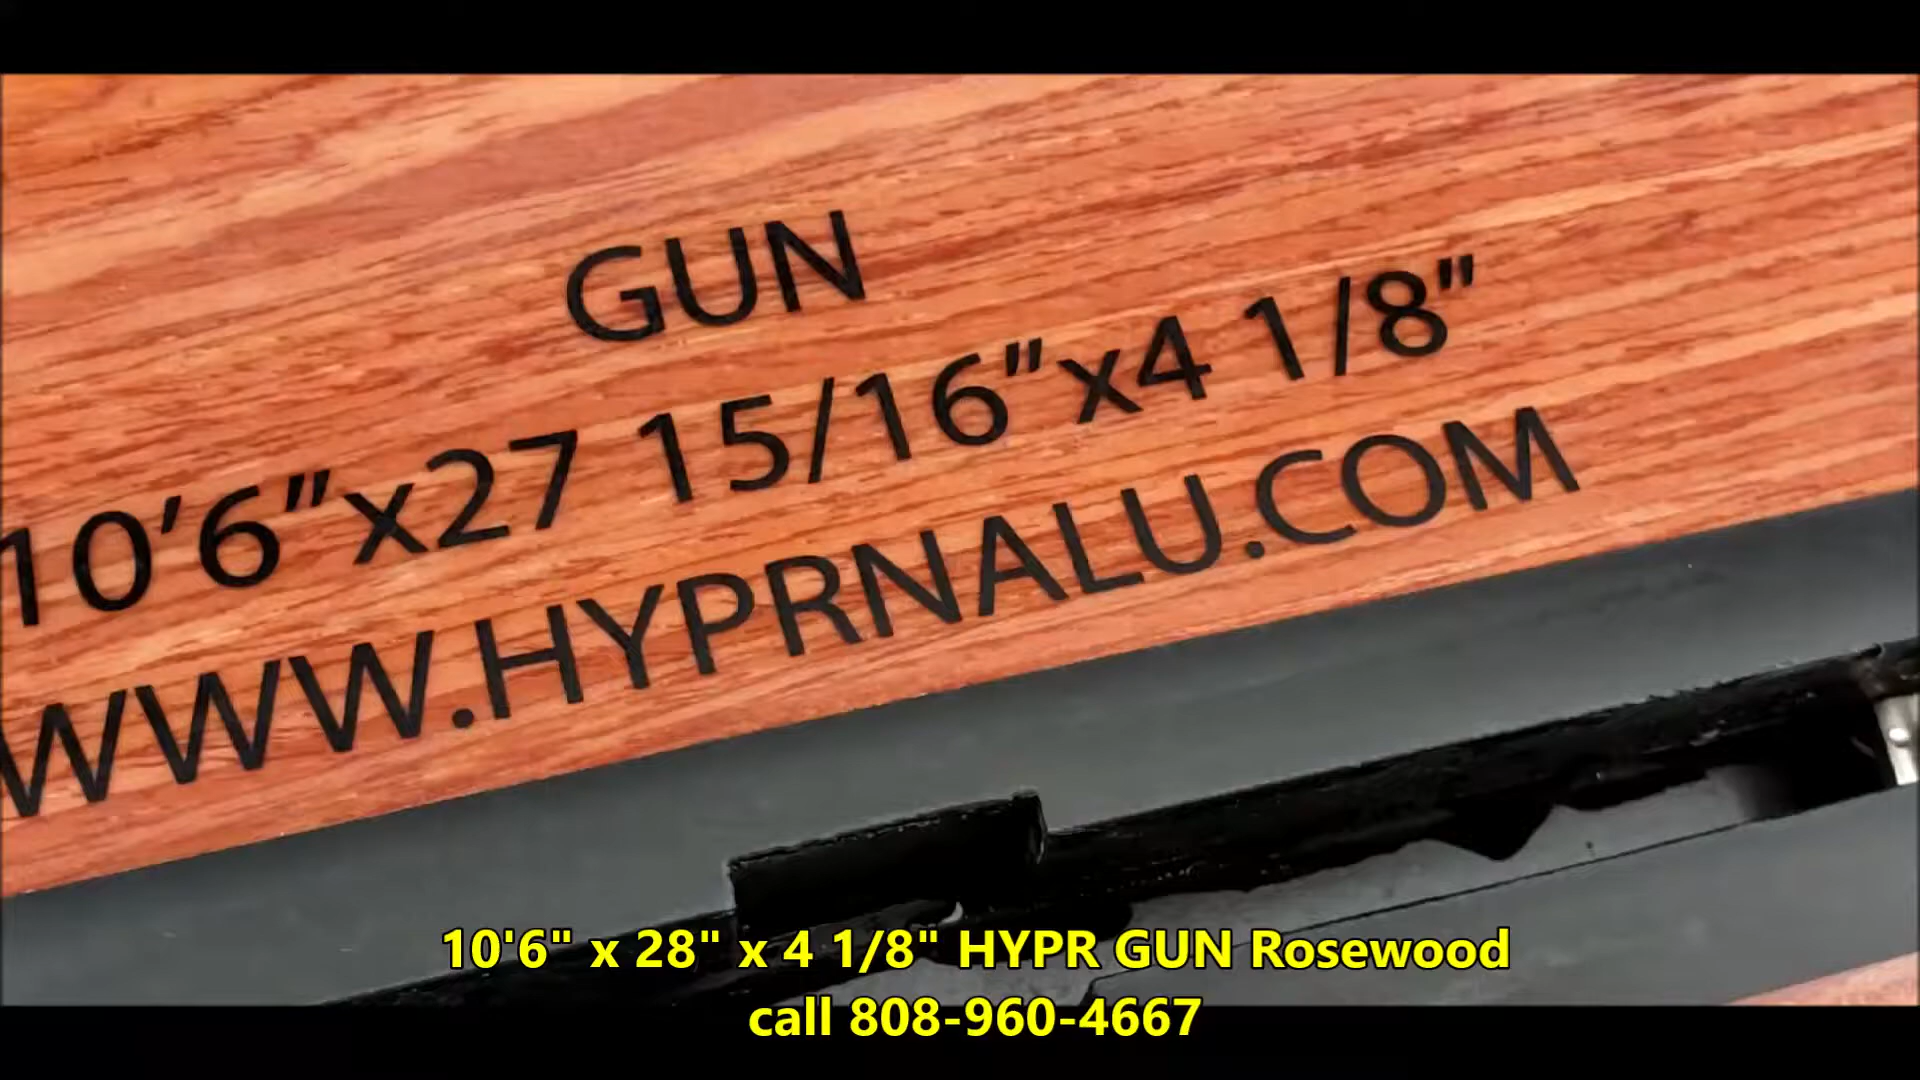 GUN
10’6”x27 15/16”x4 1/8"
WWW.HYPRNALU.COM
10'6" x 28" x 4 1/8" HYPR GUN Rosewood
call 808-960-4667